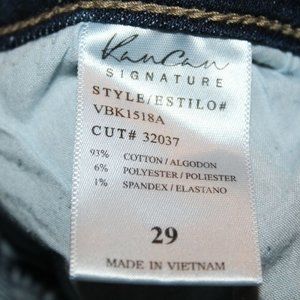 KanCan
SIGNATURE
STYLE/ESTILO#
VBK1518A
CUT# 32037
93% COTTON/ALGODON
6% POLYESTER/POLIESTER
1% SPANDEX/ELASTANO
29
MADE IN VIETNAM